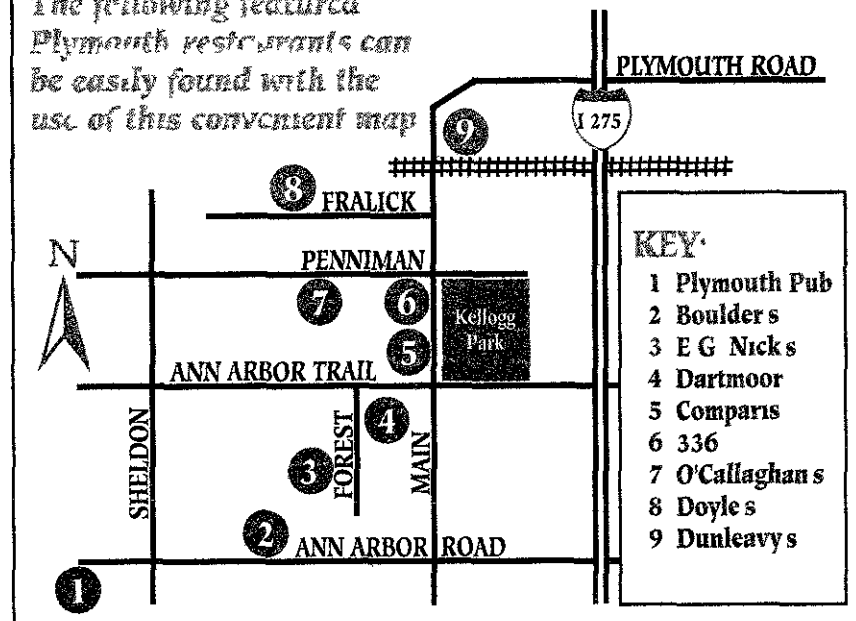 The following featured
Plymouth restaurants can
be easily found with the
use of this convenient map
PLYMOUTH ROAD
I 275
9
8
FRALICK
N
PENNIMAN
7
6
Kellogg
Park
5
ANN ARBOR TRAIL
4
SHELDON
FOREST
MAIN
3
2
ANN ARBOR ROAD
1
KEY
1 Plymouth Pub
2 Boulder s
3 E G Nick s
4 Dartmoor
5 Comparis
6 336
7 O'Callaghan s
8 Doyle s
9 Dunleavy s